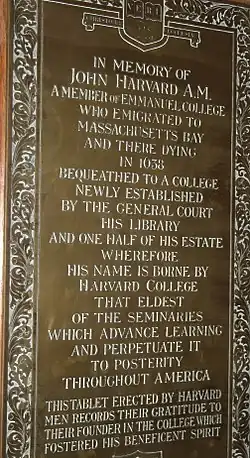 VE RI
TAS
CHRISTO
IN MEMORY OF
JOHN HARVARD A.M.
A MEMBER OF EMMANUEL COLLEGE
WHO EMIGRATED TO
MASSACHUSETTS BAY
AND THERE DYING
IN 1638
BEQUEATHED TO A COLLEGE
NEWLY ESTABLISHED
BY THE GENERAL COURT
HIS LIBRARY
AND ONE HALF OF HIS ESTATE
WHEREFORE
HIS NAME IS BORNE BY
HARVARD COLLEGE
THAT ELDEST
OF THE SEMINARIES
WHICH ADVANCE LEARNING
AND PERPETUATE IT
TO POSTERITY
THROUGHOUT AMERICA
THIS TABLET ERECTED BY HARVARD
MEN RECORDS THEIR GRATITUDE TO
THEIR FOUNDER IN THE COLLEGE WHICH
FOSTERED HIS BENEFICENT SPIRIT